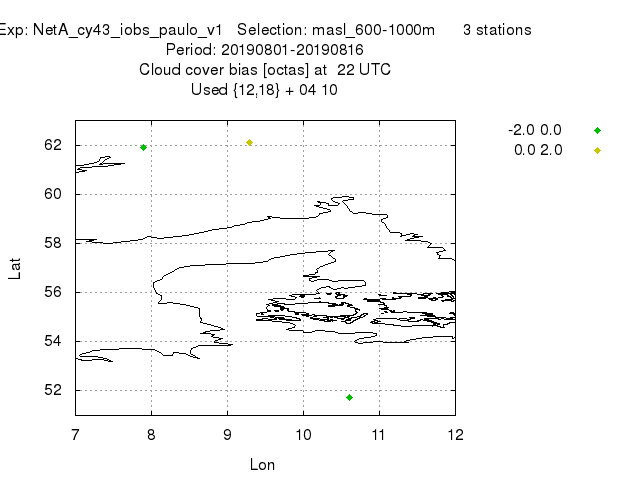 Exp: NetA_cy43_iobs_paulo_v1 Selection: masl_600-1000m 3 stations
Period: 20190801-20190816
Cloud cover bias [octas] at 22 UTC
Used {12,18} + 04 10
-2.0 0.0
0.0 2.0
62
60
58
56
54
52
Lat
7 8 9 10 11 12
Lon